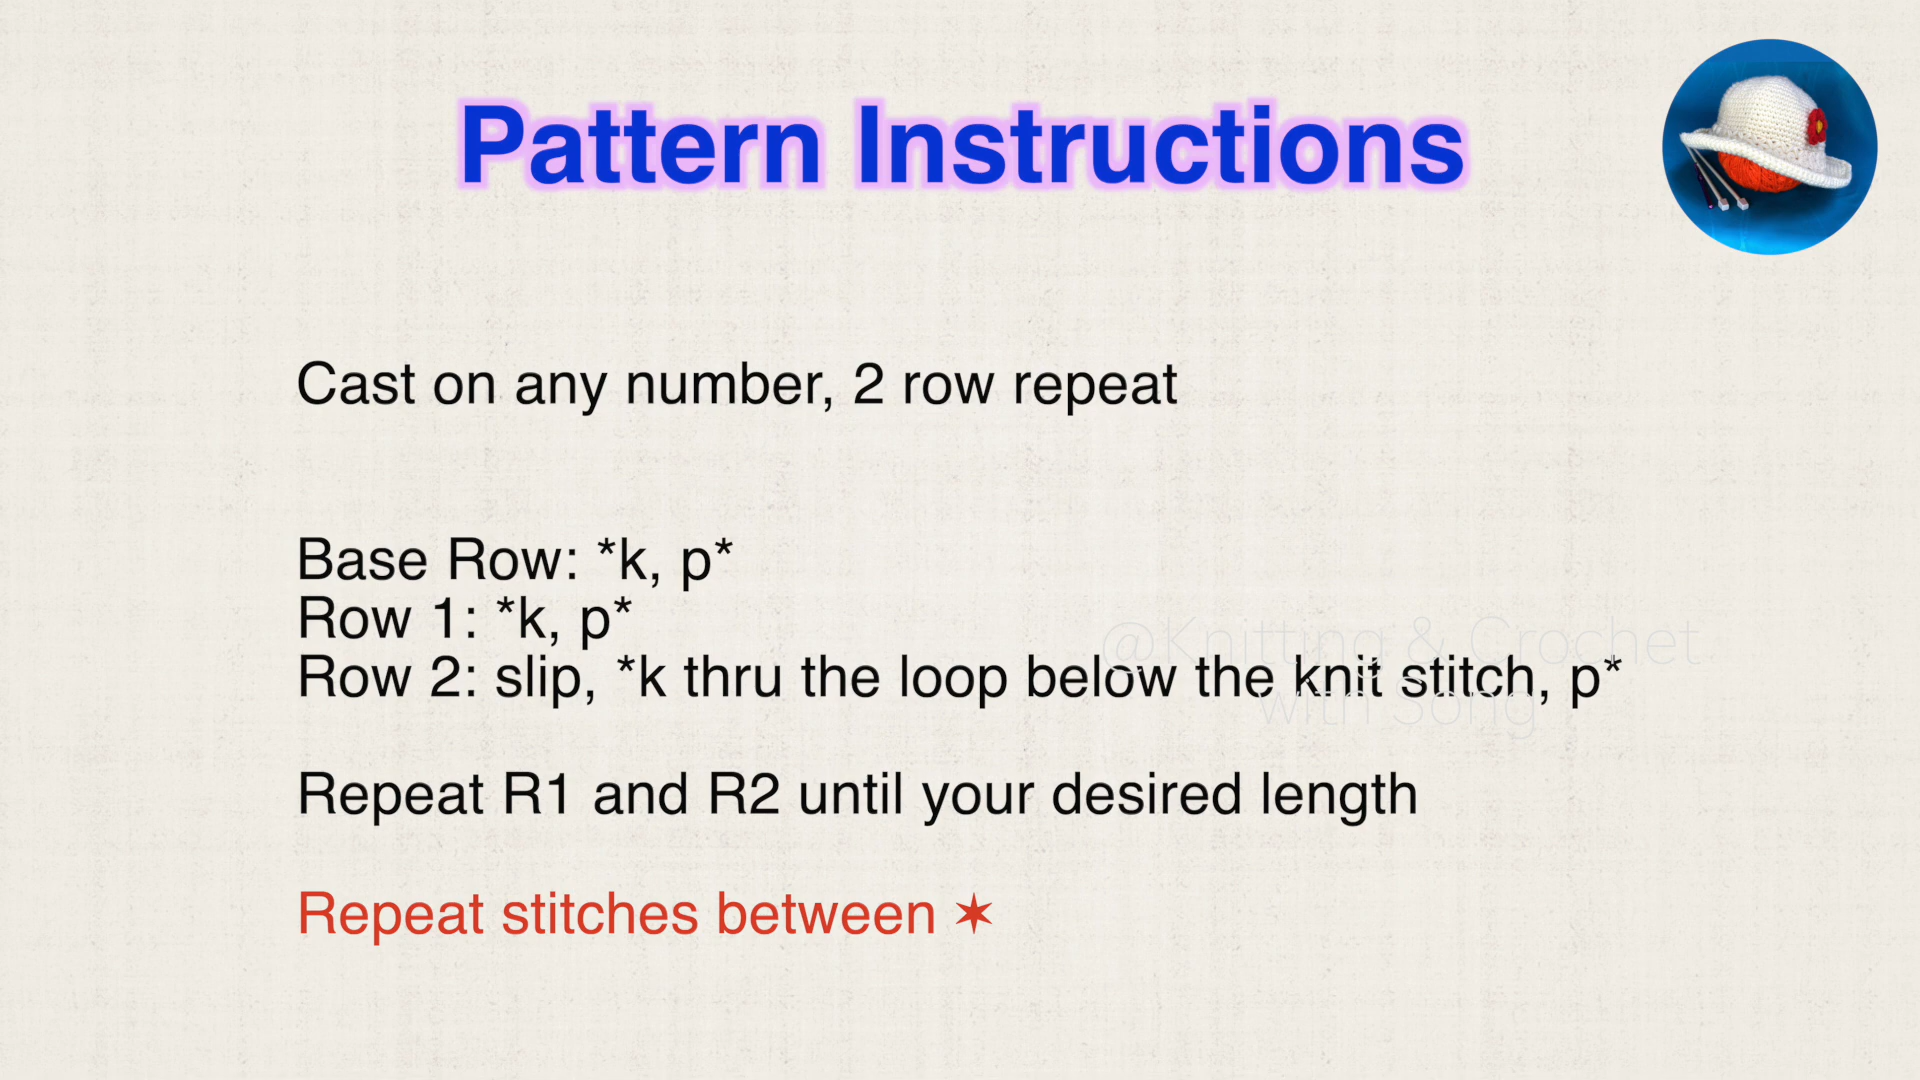 Pattern Instructions
Cast on any number, 2 row repeat
Base Row: *k, p*
Row 1: *k, p*
@Knitting & Crochet
Row 2: slip, *k thru the loop below the knit stitch, p*
with Song
Repeat R1 and R2 until your desired length
Repeat stitches between ✶